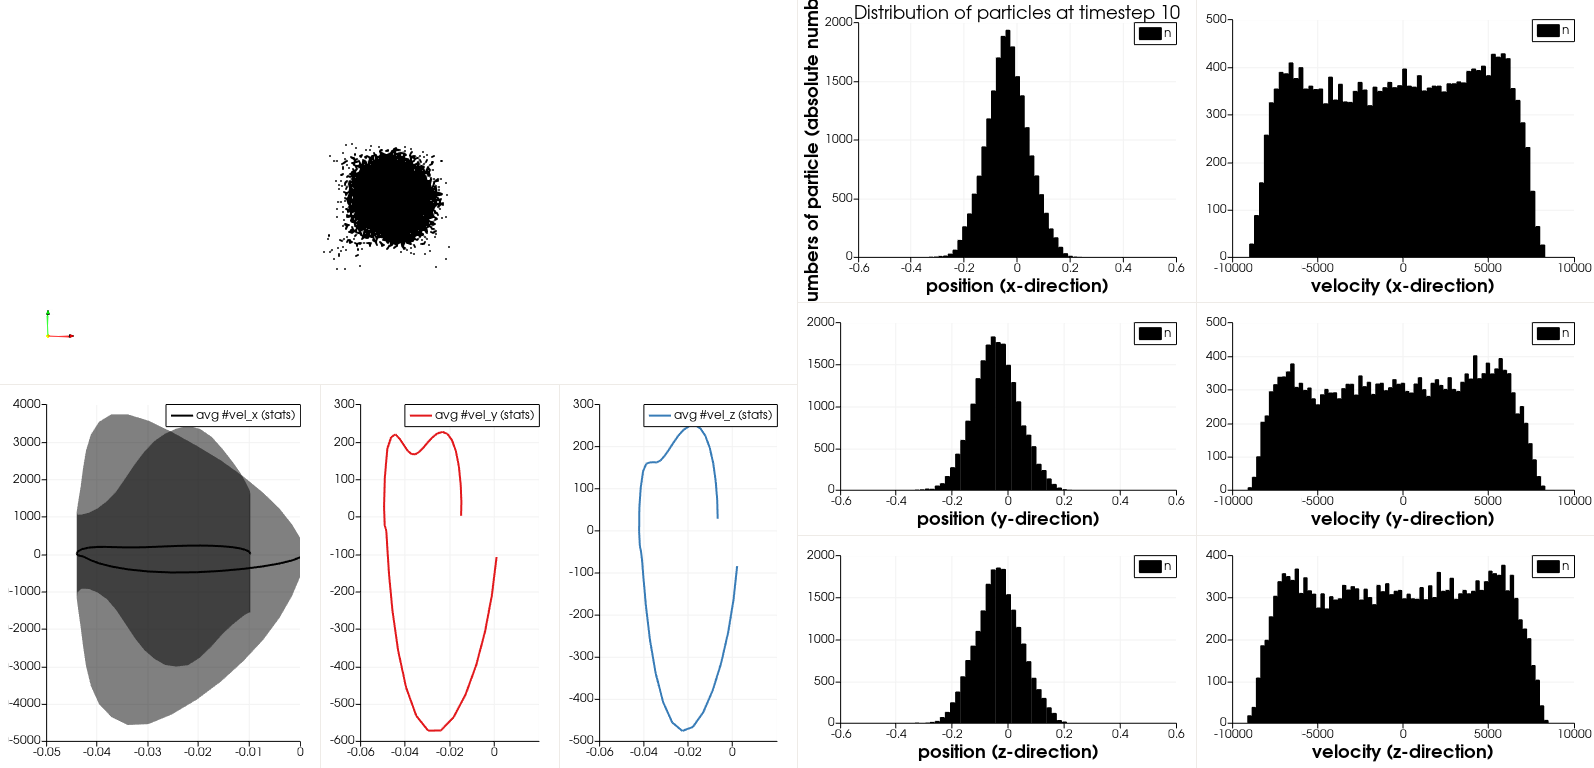 Distribution of particles at timestep 10
umbers of particle (absolute numb
2000
1500
1000
500
0
-0.6 -0.4 -0.2 0 0.2 0.4 0.6
position (x-direction)
n
500
400
300
200
100
0
-10000 -5000 0 5000 10000
velocity (x-direction)
n
2000
1500
1000
500
0
-0.6 -0.4 -0.2 0 0.2 0.4 0.6
position (y-direction)
n
500
400
300
200
100
0
-10000 -5000 0 5000 10000
velocity (y-direction)
n
2000
1500
1000
500
0
-0.6 -0.4 -0.2 0 0.2 0.4 0.6
position (z-direction)
n
400
300
200
100
0
-10000 -5000 0 5000 10000
velocity (z-direction)
n
avg #vel_x (stats)
4000
3000
2000
1000
0
-1000
-2000
-3000
-4000
-5000
-0.05 -0.04 -0.03 -0.02 -0.01 0
avg #vel_y (stats)
300
200
100
0
-100
-200
-300
-400
-500
-600
-0.06 -0.04 -0.02 0
avg #vel_z (stats)
300
200
100
0
-100
-200
-300
-400
-500
-0.06 -0.04 -0.02 0